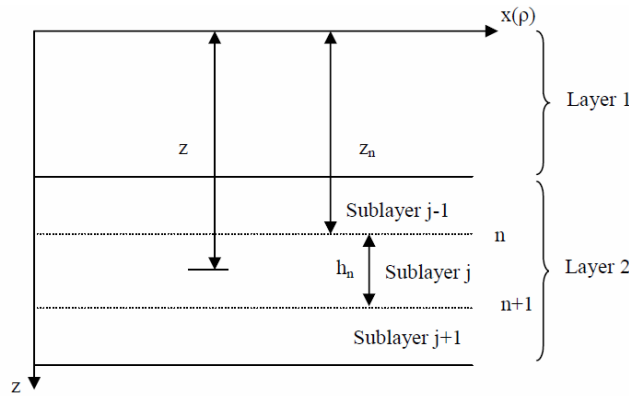 x(ρ)
Layer 1
z
zn
Sublayer j-1
n
hn
Sublayer j
Layer 2
n+1
Sublayer j+1
z